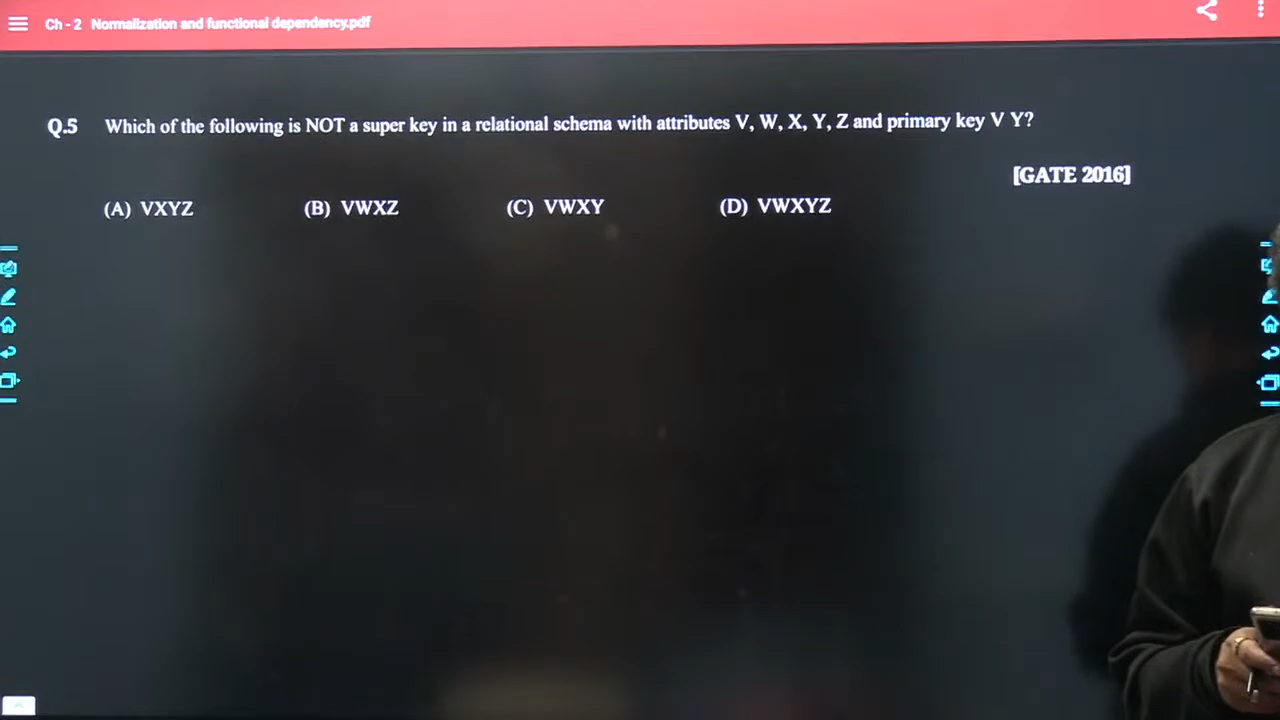 Ch - 2 Normalization and functional dependency.pdf
Q.5 Which of the following is NOT a super key in a relational schema with attributes V, W, X, Y, Z and primary key V Y?
[GATE 2016]
(A) VXYZ (B) VWXZ (C) VWXY (D) VWXYZ